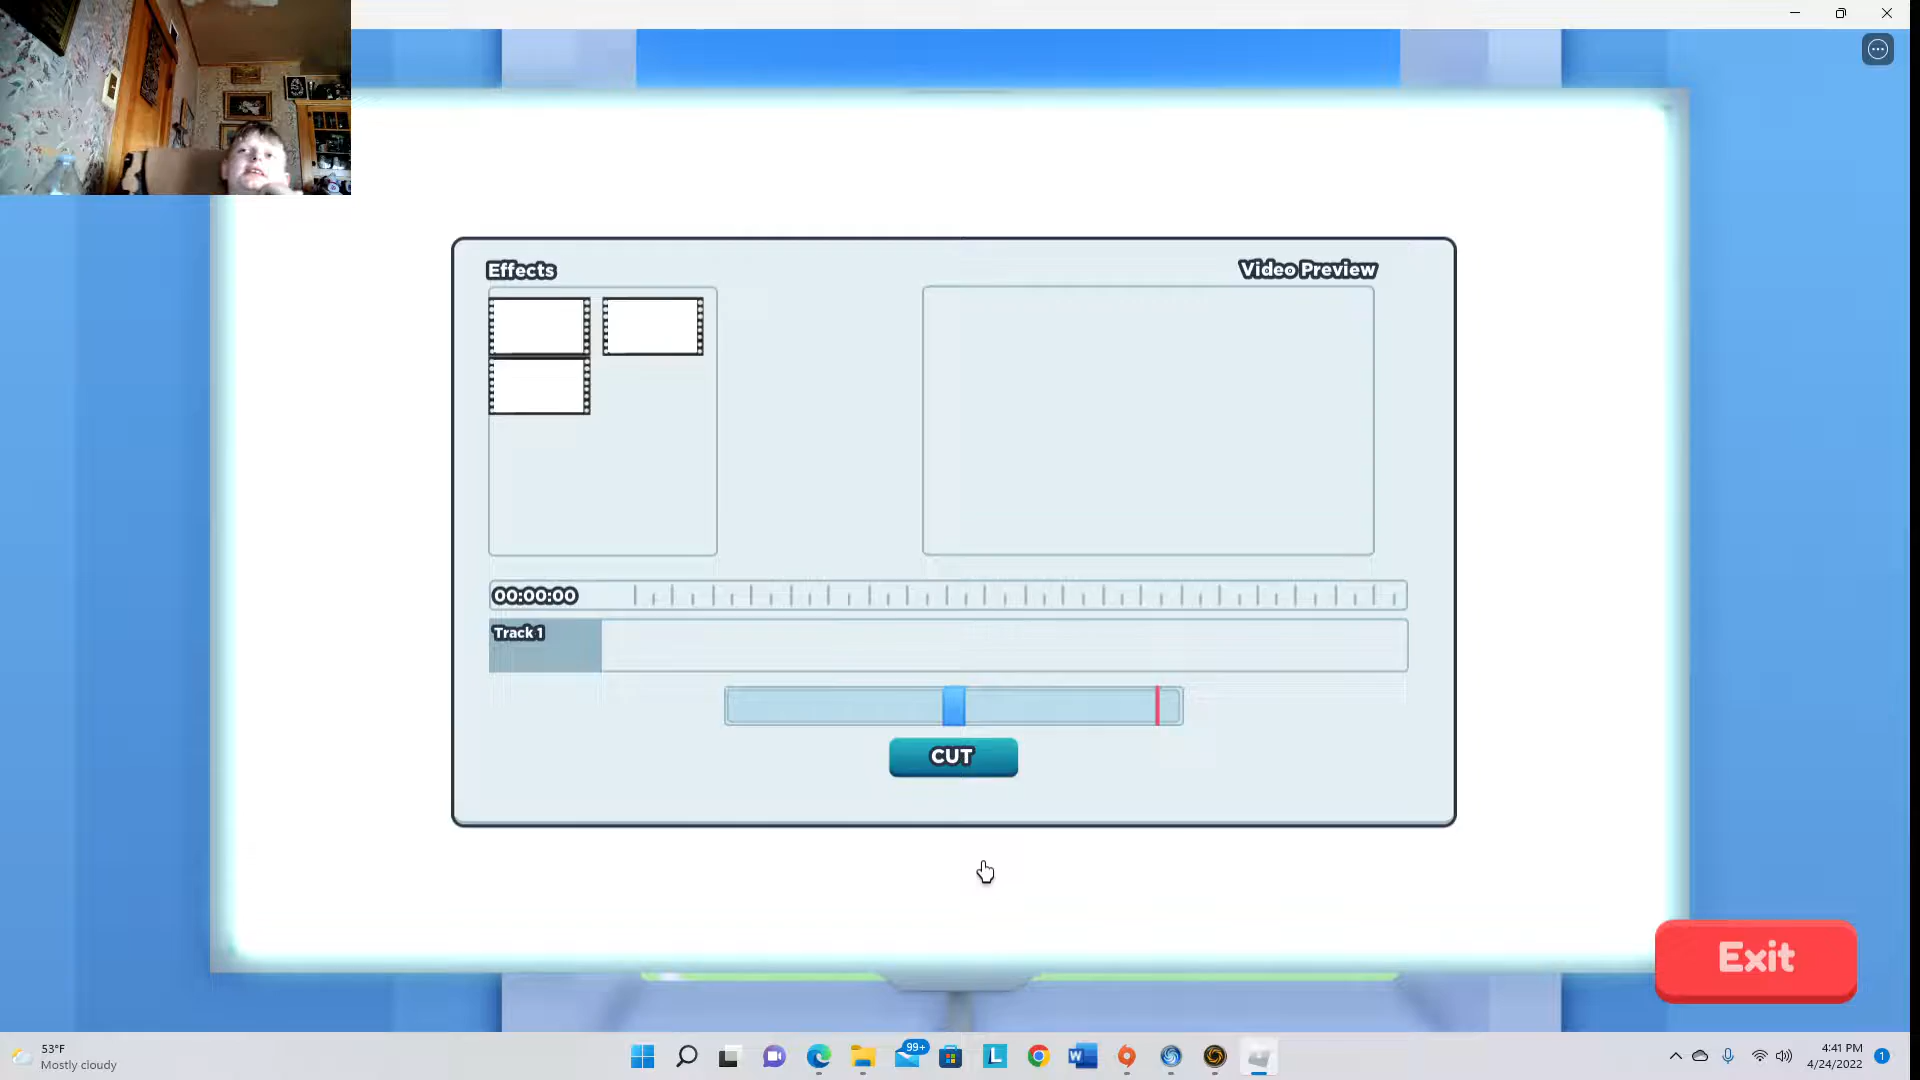 Effects
Video Preview
00:00:00
Track 1
CUT
Exit
53°F
Mostly cloudy
99+
L
W
4:41 PM
4/24/2022
1